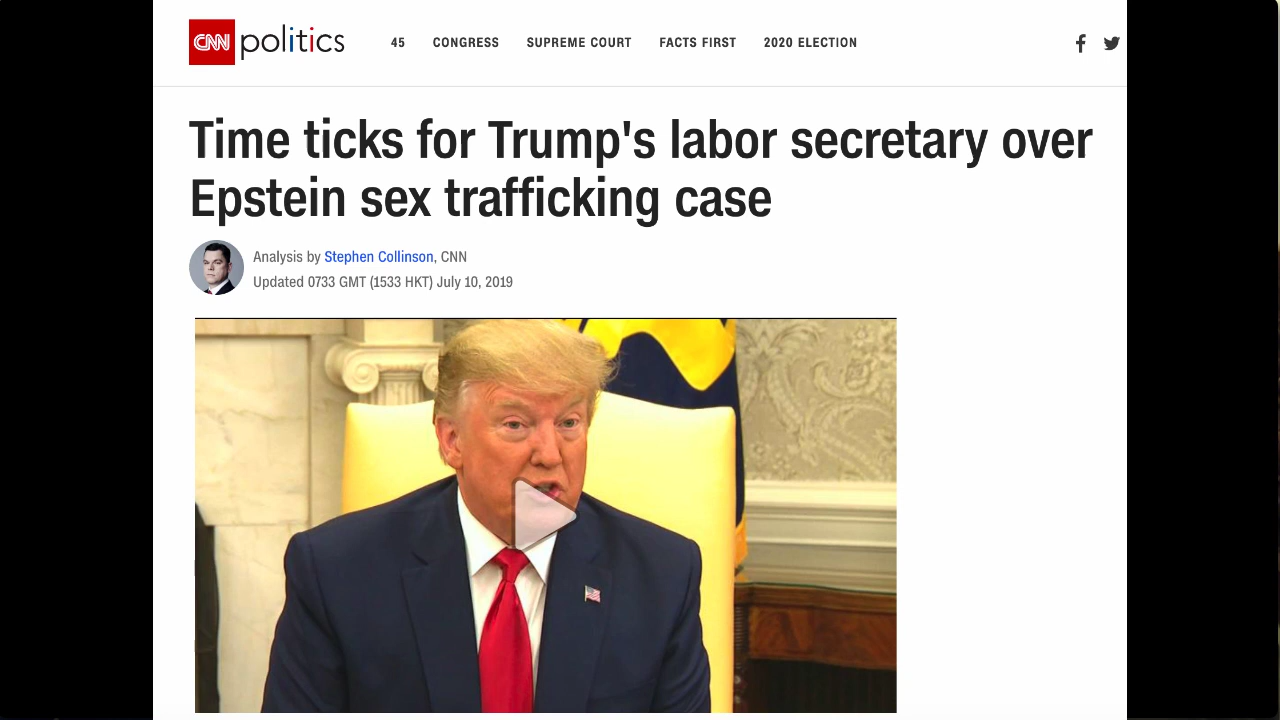 CNN politics 45 CONGRESS SUPREME COURT FACTS FIRST 2020 ELECTION
Time ticks for Trump's labor secretary over
Epstein sex trafficking case
Analysis by Stephen Collinson, CNN
Updated 0733 GMT (1533 HKT) July 10, 2019